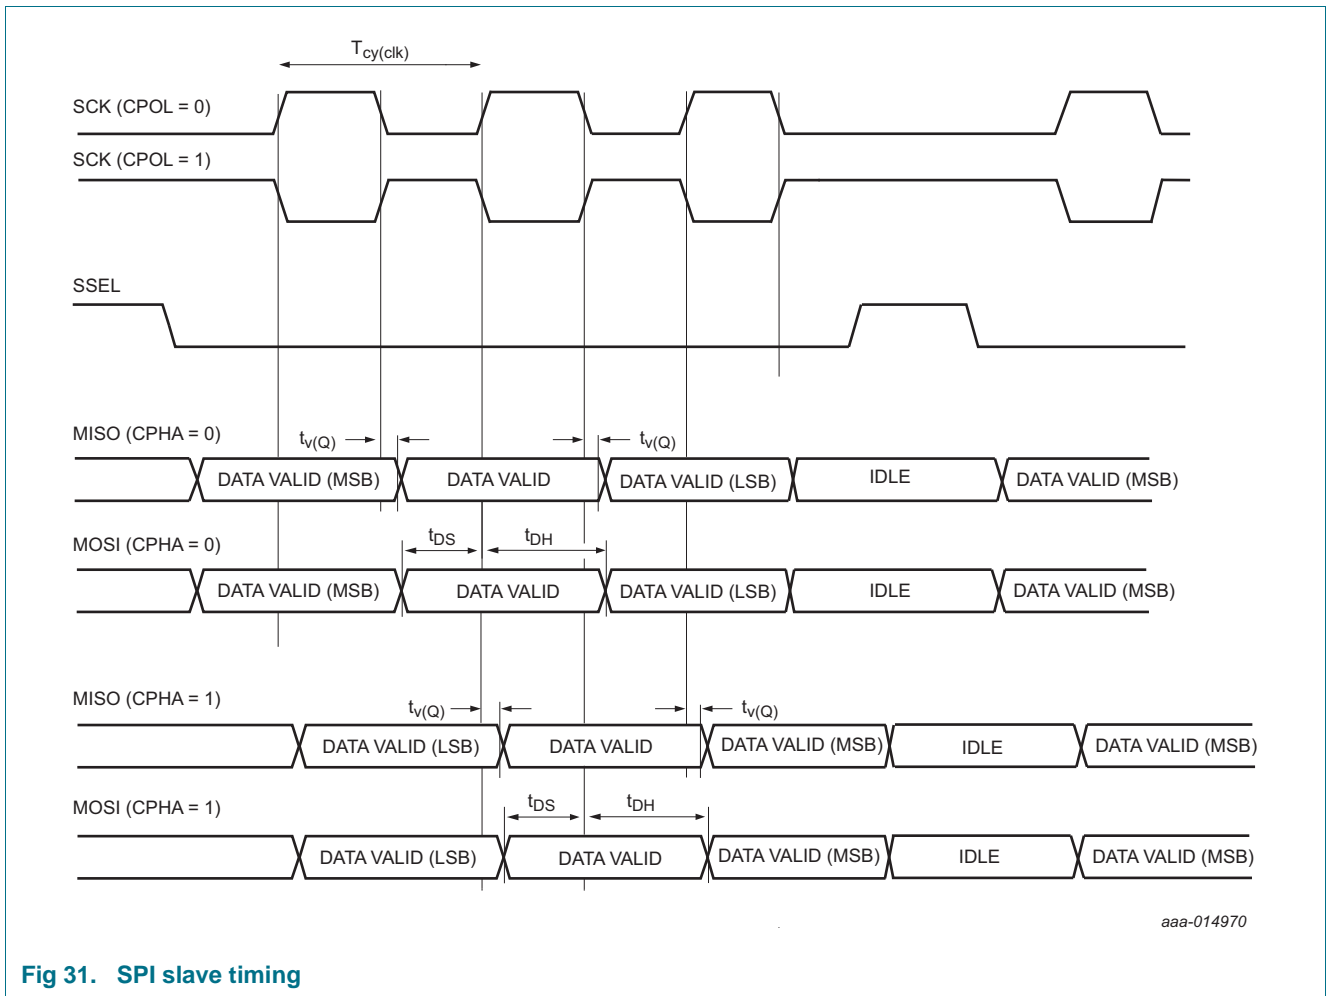 Tcy(clk)
SCK (CPOL = 0)
SCK (CPOL = 1)
SSEL
MISO (CPHA = 0)
tv(Q) tv(Q)
DATA VALID (MSB) DATA VALID DATA VALID (LSB) IDLE DATA VALID (MSB)
MOSI (CPHA = 0)
tDS tDH
DATA VALID (MSB) DATA VALID DATA VALID (LSB) IDLE DATA VALID (MSB)
MISO (CPHA = 1)
tv(Q) tv(Q)
DATA VALID (LSB) DATA VALID DATA VALID (MSB) IDLE DATA VALID (MSB)
MOSI (CPHA = 1)
tDS tDH
DATA VALID (LSB) DATA VALID DATA VALID (MSB) IDLE DATA VALID (MSB)
aaa-014970
Fig 31. SPI slave timing